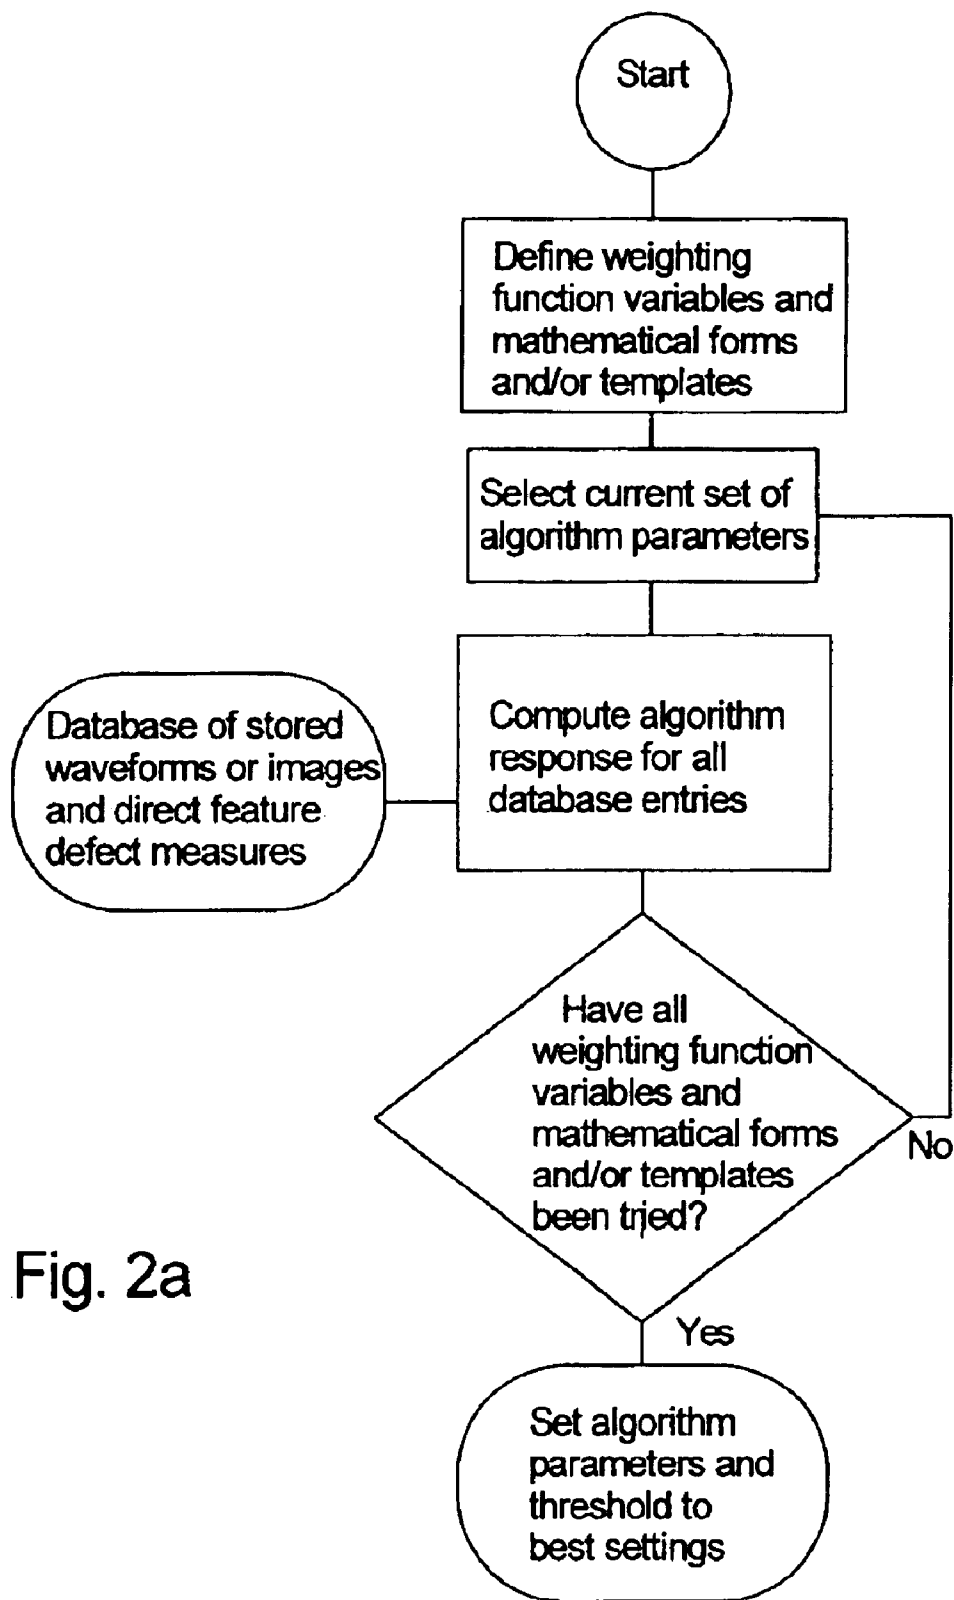 Start
Define weighting
function variables and
mathematical forms
and/or templates
Select current set of
algorithm parameters
Database of stored
waveforms or images
and direct feature
defect measures
Compute algorithm
response for all
database entries
Have all
weighting function
variables and
mathematical forms
and/or templates
been tried?
No
Fig. 2a
Yes
Set algorithm
parameters and
threshold to
best settings